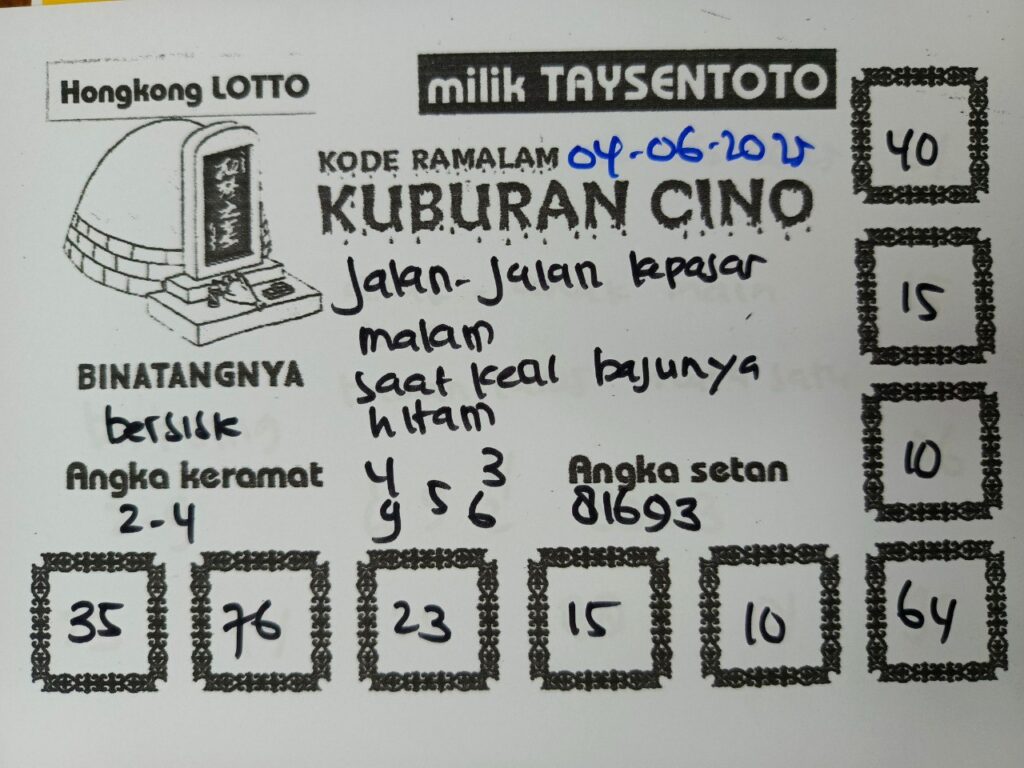 Hongkong LOTTO
milik TAYSENTOTO
KODE RAMALAM 04-06-2025
KUBURAN CINO
Jalan-Jalan kepasar
malam
saat keal bajunya
hitam
BINATANGNYA
bersisk
Angka keramat
2-4
4 3
5
9 6
Angka setan
81693
40
15
10
35 76 23 15 10 64